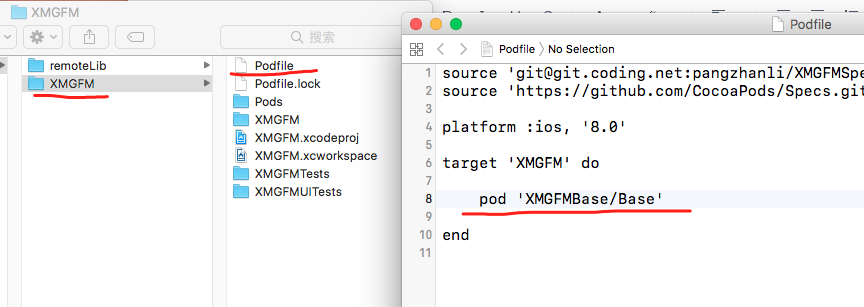 XMGFM
搜索
remoteLib
XMGFM
Podfile
Podfile.lock
Pods
XMGFM
XMGFM.xcodeproj
XMGFM.xcworkspace
XMGFMTests
XMGFMUITests
Podfile
Podfile
No Selection
1 source 'git@git.coding.net:pangzhanli/XMGFMSpe
2 source 'https://github.com/CocoaPods/Specs.git
3
4 platform :ios, '8.0'
5
6 target 'XMGFM' do
7
8 pod 'XMGFMBase/Base'
9
10 end
11